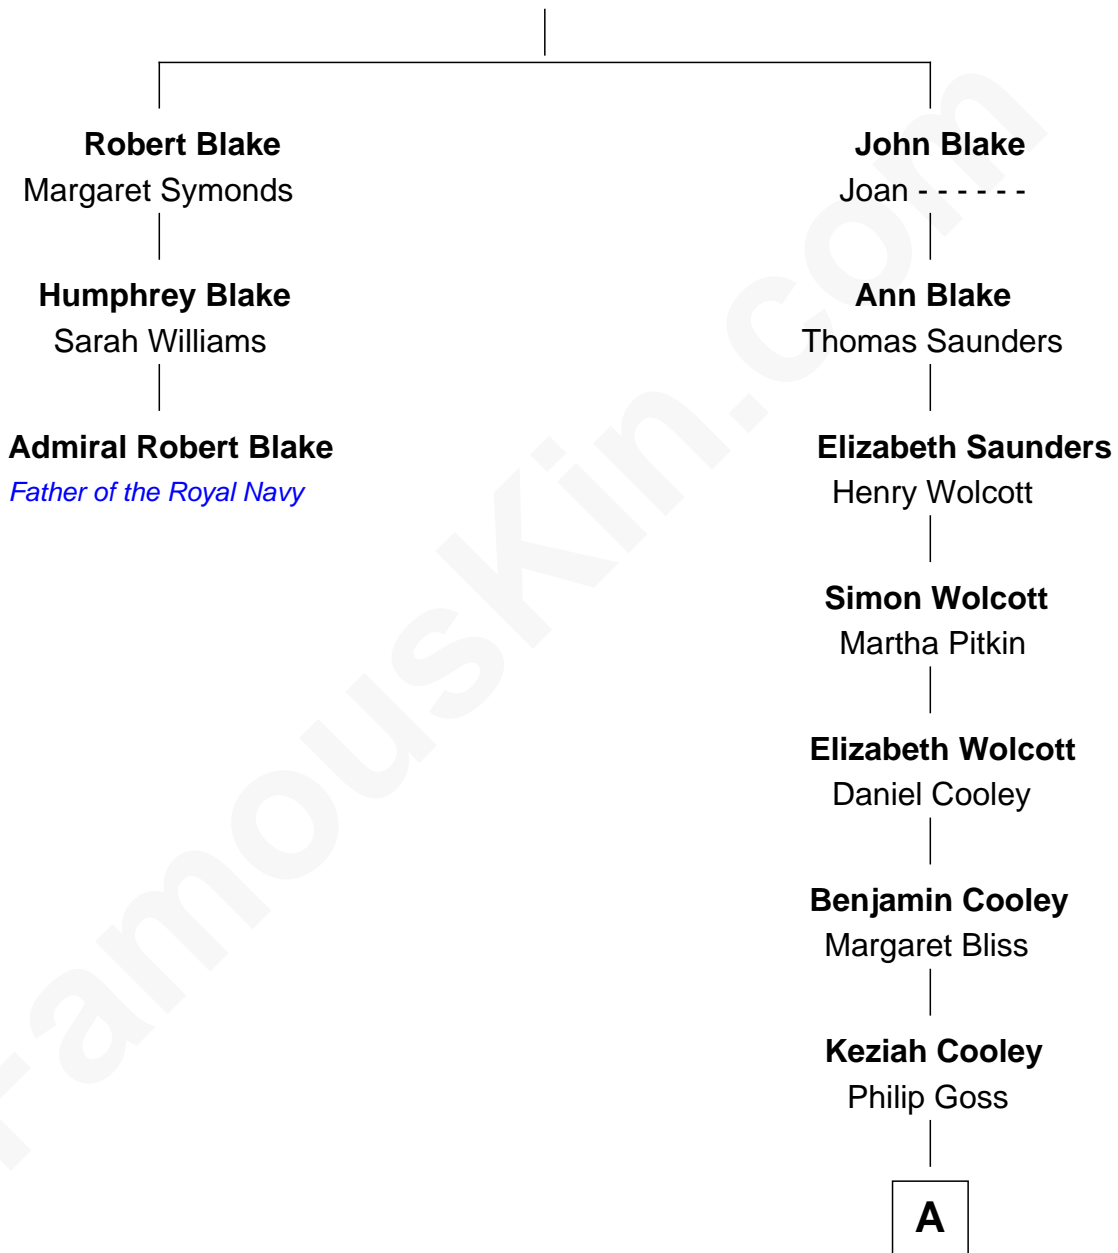 Robert Blake
Margaret Symonds
Humphrey Blake
Sarah Williams
Admiral Robert Blake
Father of the Royal Navy
John Blake
Joan - - - - - -
Ann Blake
Thomas Saunders
Elizabeth Saunders
Henry Wolcott
Simon Wolcott
Martha Pitkin
Elizabeth Wolcott
Daniel Cooley
Benjamin Cooley
Margaret Bliss
Keziah Cooley
Philip Goss
A
FamousKin.com